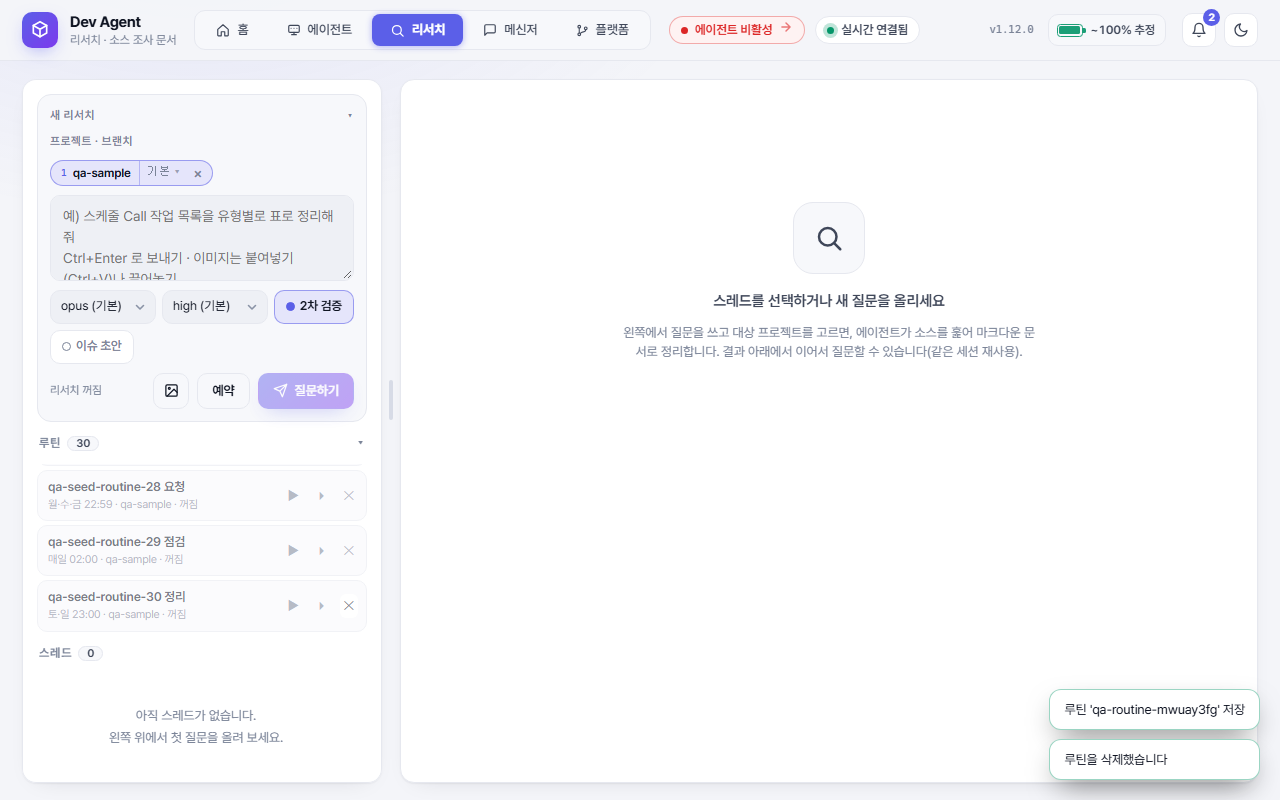 Dev Agent
리서치 · 소스 조사 문서
홈
에이전트
리서치
메신저
플랫폼
에이전트 비활성
실시간 연결됨
v1.12.0
~100% 추정
2
새 리서치
프로젝트 · 브랜치
1 qa-sample 기본
예) 스케줄 Call 작업 목록을 유형별로 표로 정리해
줘
Ctrl+Enter 로 보내기 · 이미지는 붙여넣기
(Ctrl+V)나 끌어놓기
opus (기본)
high (기본)
2차 검증
이슈 초안
리서치 꺼짐
예약
질문하기
루틴 30
qa-seed-routine-28 요청
월·수·금 22:59 · qa-sample · 꺼짐
qa-seed-routine-29 점검
매일 02:00 · qa-sample · 꺼짐
qa-seed-routine-30 정리
토·일 23:00 · qa-sample · 꺼짐
스레드 0
아직 스레드가 없습니다.
왼쪽 위에서 첫 질문을 올려 보세요.
스레드를 선택하거나 새 질문을 올리세요
왼쪽에서 질문을 쓰고 대상 프로젝트를 고르면, 에이전트가 소스를 훑어 마크다운 문
서로 정리합니다. 결과 아래에서 이어서 질문할 수 있습니다(같은 세션 재사용).
루틴 'qa-routine-mwuay3fg' 저장
루틴을 삭제했습니다